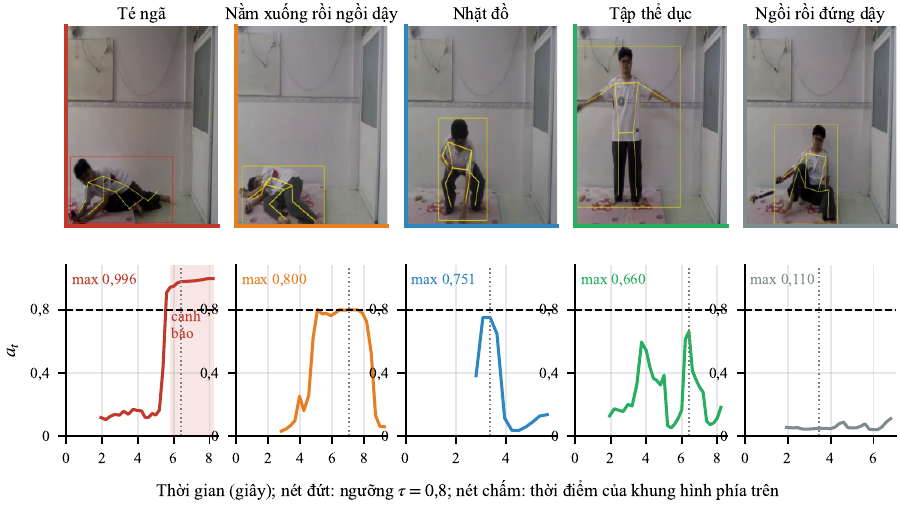 Té ngã
Nằm xuống rồi ngồi dậy
Nhặt đồ
Tập thể dục
Ngồi rồi đứng dậy
max 0,996
max 0,800
max 0,751
max 0,660
max 0,110
cảnh
báo
0,8
0,4
0
0,8
0,4
0
0,8
0,4
0
0,8
0,4
0
0,8
0,4
0
a_t
0 2 4 6 8
0 2 4 6 8
0 2 4
0 2 4 6 8
0 2 4 6
Thời gian (giây); nét đứt: ngưỡng τ = 0,8; nét chấm: thời điểm của khung hình phía trên